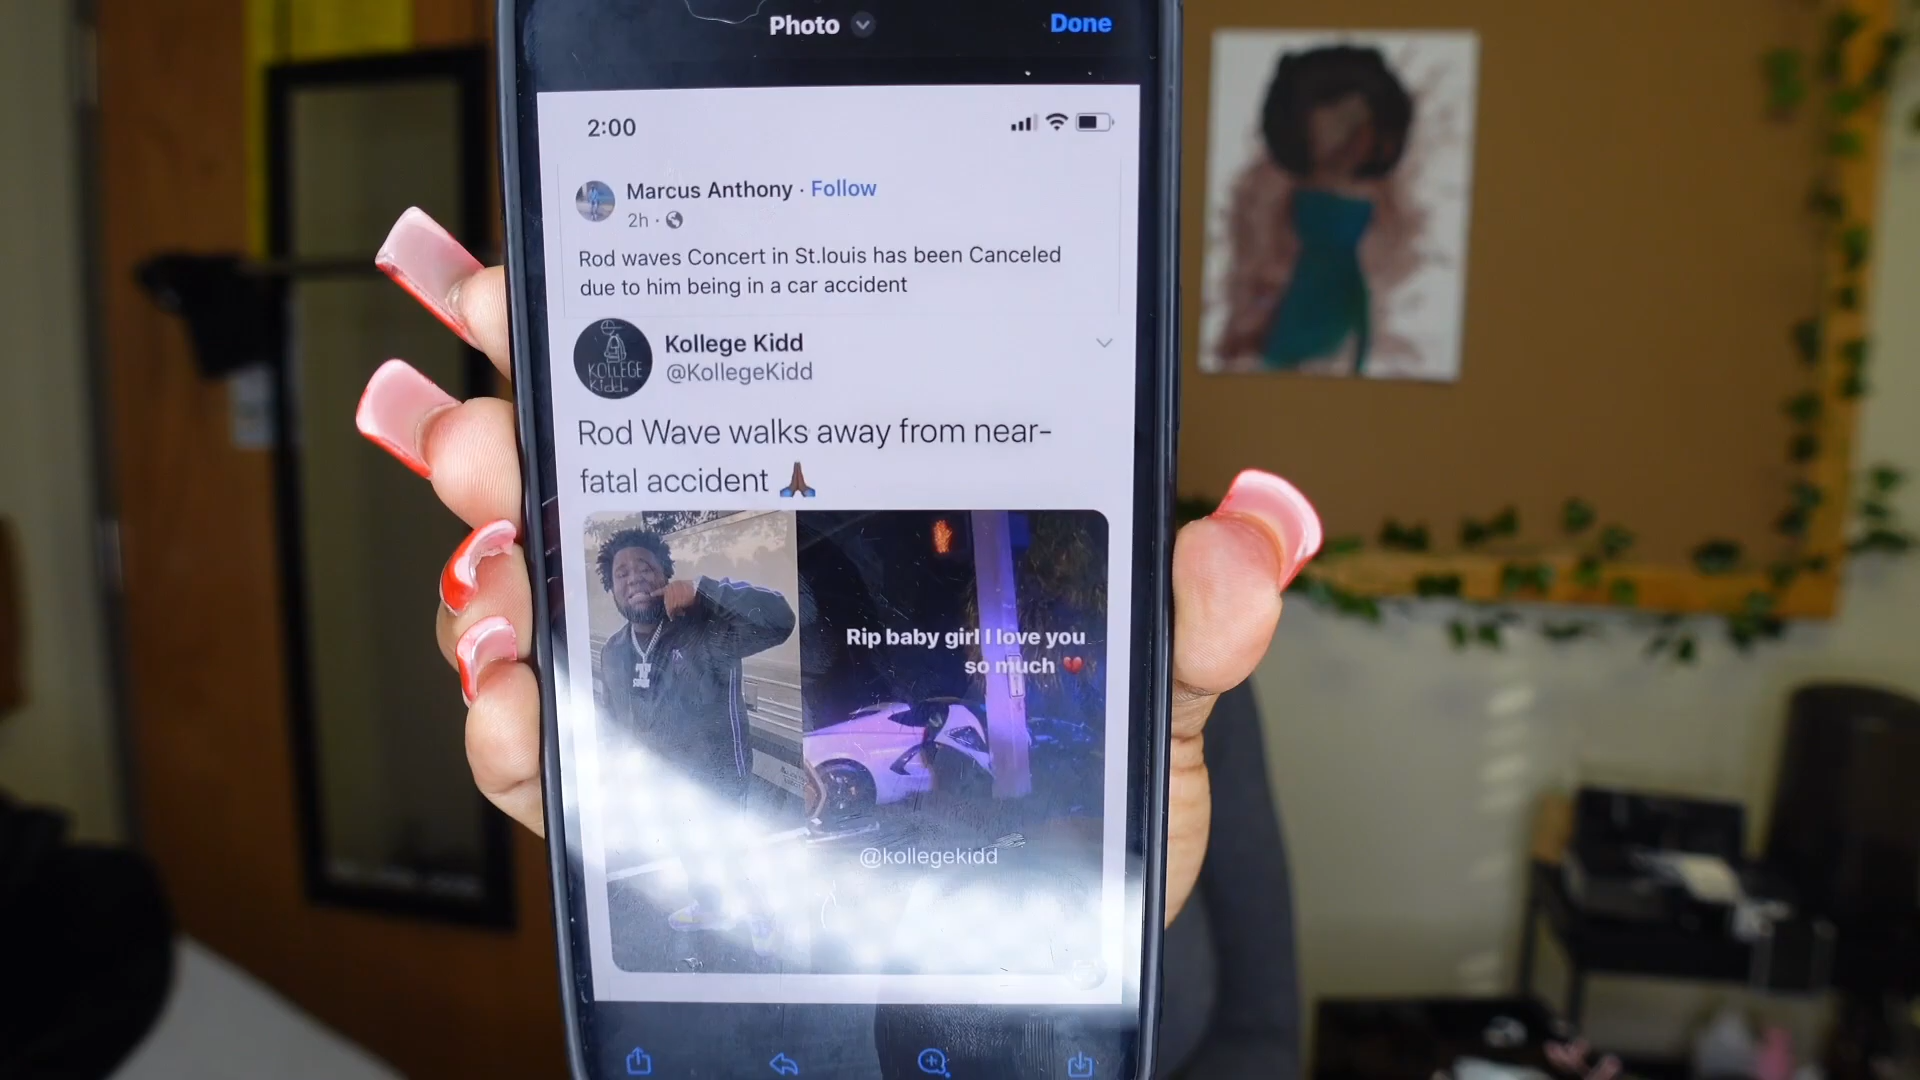 Photo
Done
2:00
Marcus Anthony · Follow
2h ·
Rod waves Concert in St.louis has been Canceled
due to him being in a car accident
KOLLEGE
Kidd.
Kollege Kidd
@KollegeKidd
Rod Wave walks away from near-
fatal accident 🙏🏿
Rip baby girl I love you
so much 💔
@kollegekidd